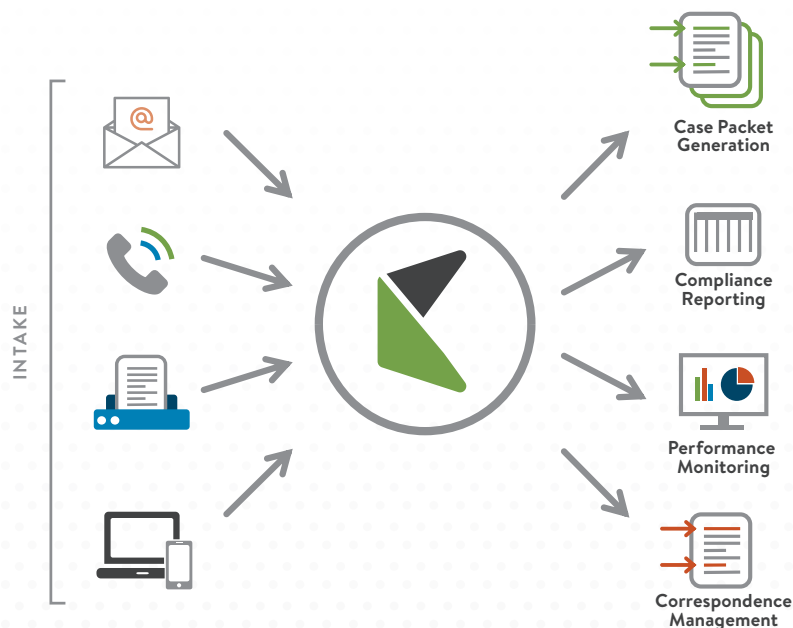 INTAKE
@
Case Packet
Generation
Compliance
Reporting
Performance
Monitoring
Correspondence
Management